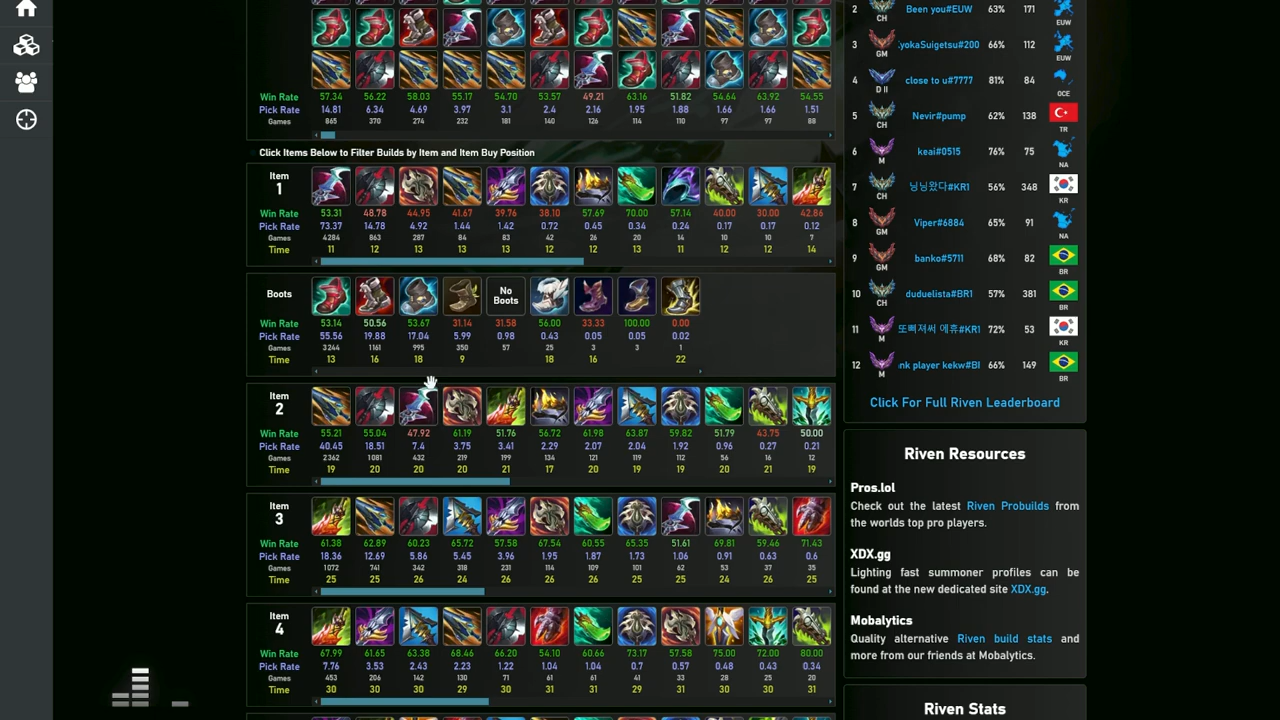 Win Rate 57.34 56.22 58.03 55.17 54.70 53.57 49.21 63.16 51.82 54.64 63.92 54.55
Pick Rate 14.81 6.34 4.69 3.97 3.1 2.4 2.16 1.95 1.88 1.66 1.66 1.51
Games 865 370 274 232 181 140 126 114 110 97 97 88
Click Items Below to Filter Builds by Item and Item Buy Position
Item 1
Win Rate 53.31 48.78 44.95 41.67 39.76 38.10 57.69 70.00 57.14 40.00 30.00 42.86
Pick Rate 73.37 14.78 4.92 1.44 1.42 0.72 0.45 0.34 0.24 0.17 0.17 0.12
Games 4284 863 287 84 83 42 26 20 14 10 10 7
Time 11 12 13 13 13 12 12 13 11 12 12 14
Boots
No Boots
Win Rate 53.14 50.56 53.67 31.14 31.58 56.00 33.33 100.00 0.00
Pick Rate 55.56 19.88 17.04 5.99 0.98 0.43 0.05 0.05 0.02
Games 3244 1161 995 350 57 25 3 3 1
Time 13 16 18 9 18 16 22
Item 2
Win Rate 55.21 55.04 47.92 61.19 51.76 56.72 61.98 63.87 59.82 51.79 43.75 50.00
Pick Rate 40.45 18.51 7.4 3.75 3.41 2.29 2.07 2.04 1.92 0.96 0.27 0.21
Games 2362 1081 432 219 199 134 121 119 112 56 16 12
Time 19 20 20 20 21 17 20 19 19 20 21 19
Item 3
Win Rate 61.38 62.89 60.23 65.72 57.58 67.54 60.55 65.35 51.61 69.81 59.46 71.43
Pick Rate 18.36 12.69 5.86 5.45 3.96 1.95 1.87 1.73 1.06 0.91 0.63 0.6
Games 1072 741 342 318 231 114 109 101 62 53 37 35
Time 25 25 26 24 26 26 26 25 25 24 26 25
Item 4
Win Rate 67.99 61.65 63.38 68.46 66.20 54.10 60.66 73.17 57.58 75.00 72.00 80.00
Pick Rate 7.76 3.53 2.43 2.23 1.22 1.04 1.04 0.7 0.57 0.48 0.43 0.34
Games 453 206 142 130 71 61 61 41 33 28 25 20
Time 30 30 30 29 30 31 31 29 31 30 30 31
2 CH Been you#EUW 63% 171 EUW
3 GM yokaSuigetsu#200 66% 112 EUW
4 D II close to u#7777 81% 84 OCE
5 CH Nevir#pump 62% 138 TR
6 M keai#0515 76% 75 NA
7 CH 닝닝왔다#KR1 56% 348 KR
8 GM Viper#6884 65% 91 NA
9 GM banko#5711 68% 82 BR
10 CH duduelista#BR1 57% 381 BR
11 M 또삐져써 에휴#KR1 72% 53 KR
12 M nk player kekw#B 66% 149 BR
Click For Full Riven Leaderboard
Riven Resources
Pros.lol
Check out the latest Riven Probuilds from
the worlds top pro players.
XDX.gg
Lighting fast summoner profiles can be
found at the new dedicated site XDX.gg.
Mobalytics
Quality alternative Riven build stats and
more from our friends at Mobalytics.
Riven Stats